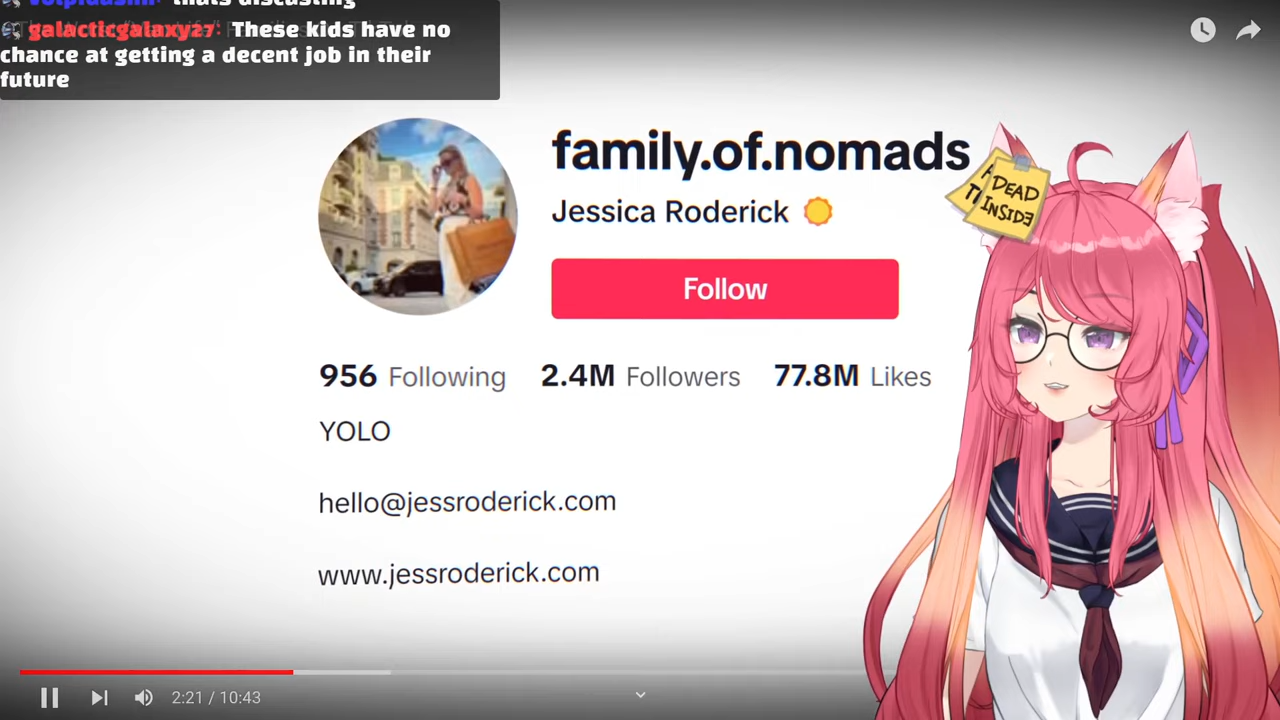 thats discusting
galacticgalaxy27: These kids have no
chance at getting a decent job in their
future
family.of.nomads
Jessica Roderick
Follow
956 Following 2.4M Followers 77.8M Likes
YOLO
hello@jessroderick.com
www.jessroderick.com
DEAD
INSIDE
2:21 / 10:43